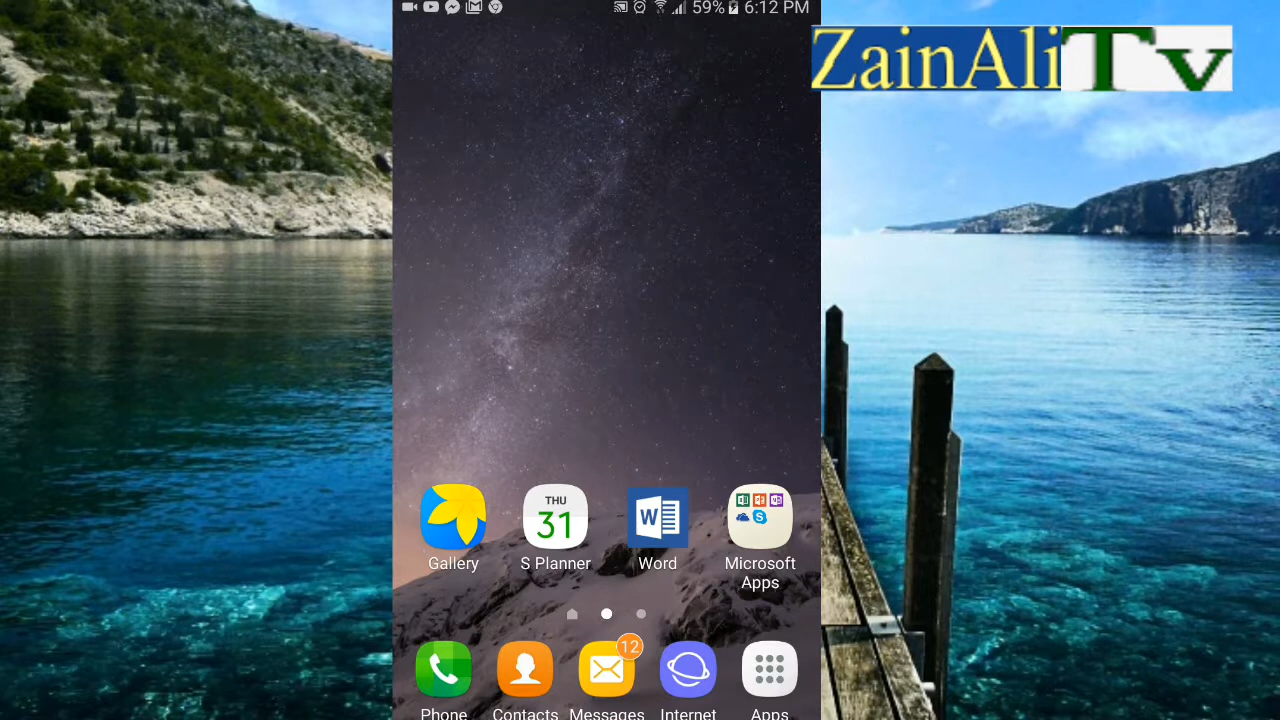 59% 6:12 PM
ZainAliTv
THU
31
W
Gallery
S Planner
Word
Microsoft
Apps
12
Phone
Contacts
Messages
Internet
Apps